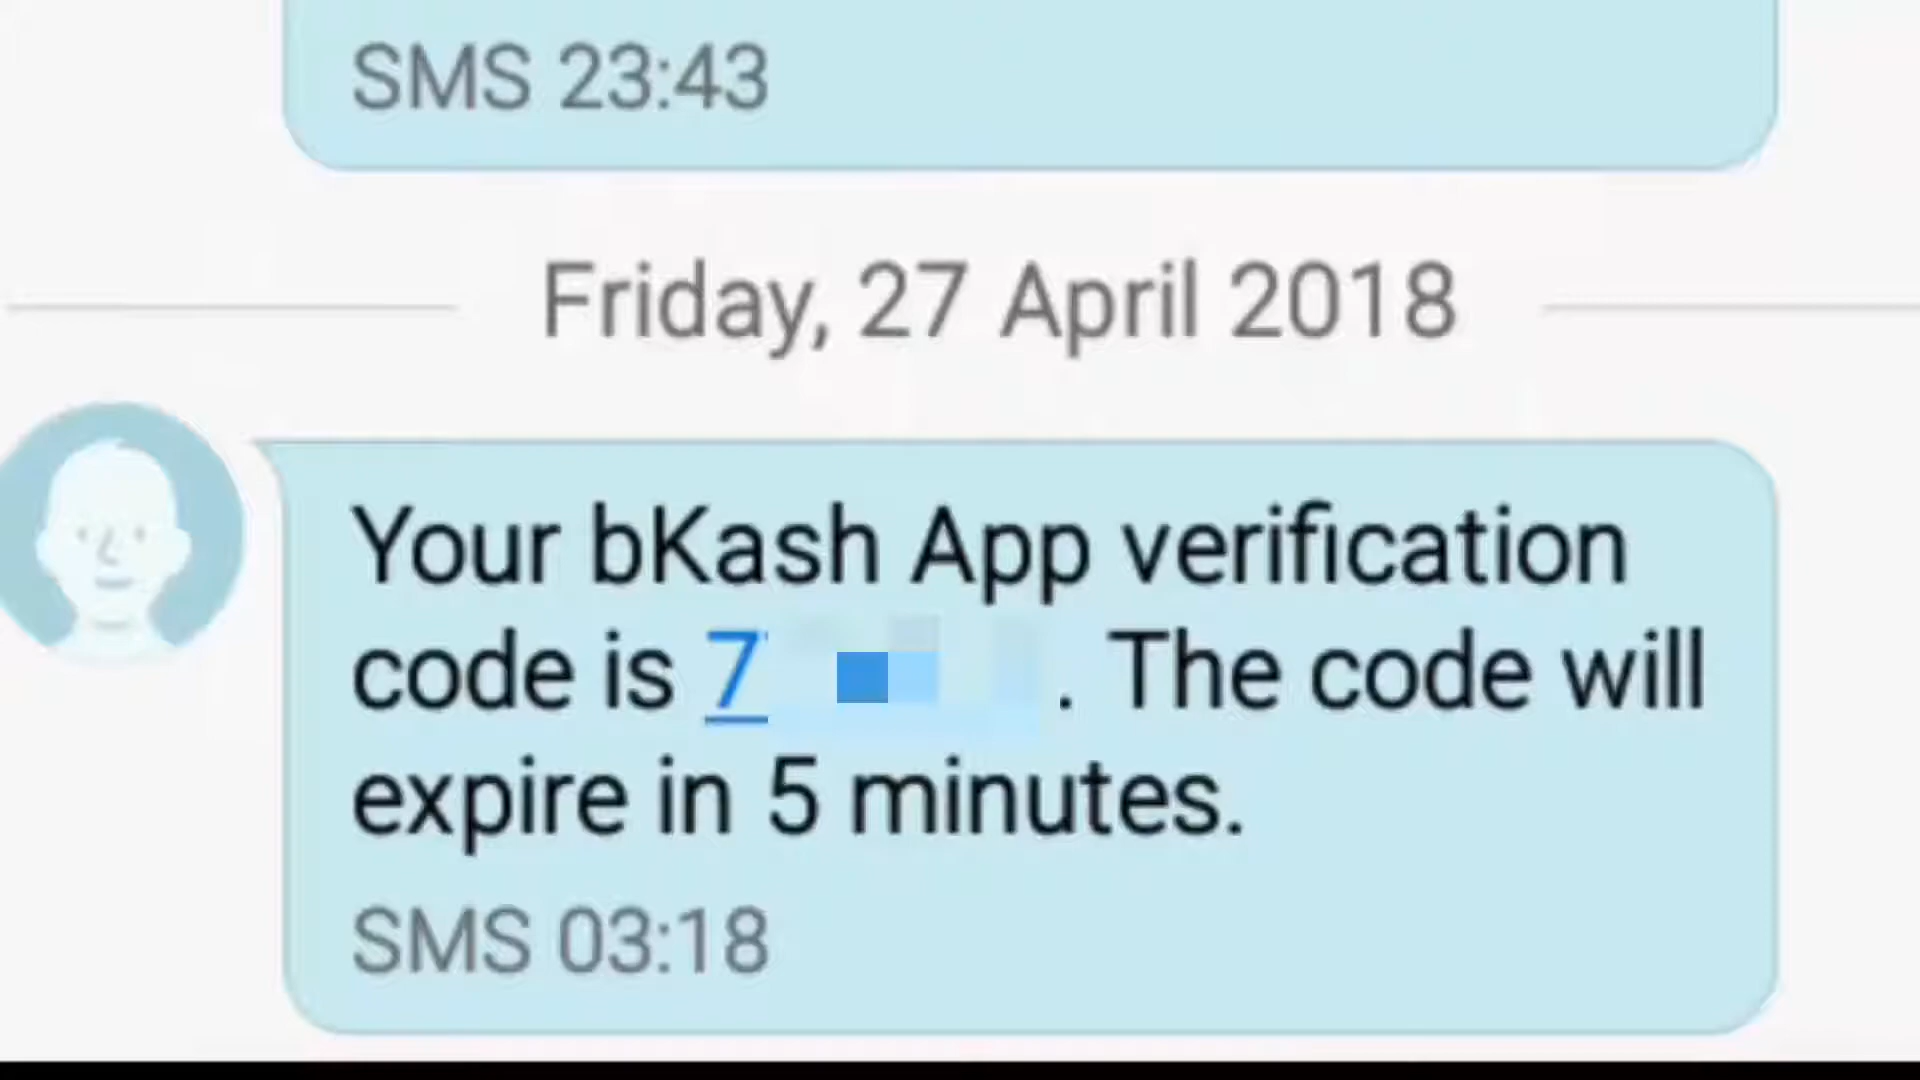 SMS 23:43
Friday, 27 April 2018
Your bKash App verification
code is 7 . The code will
expire in 5 minutes.
SMS 03:18